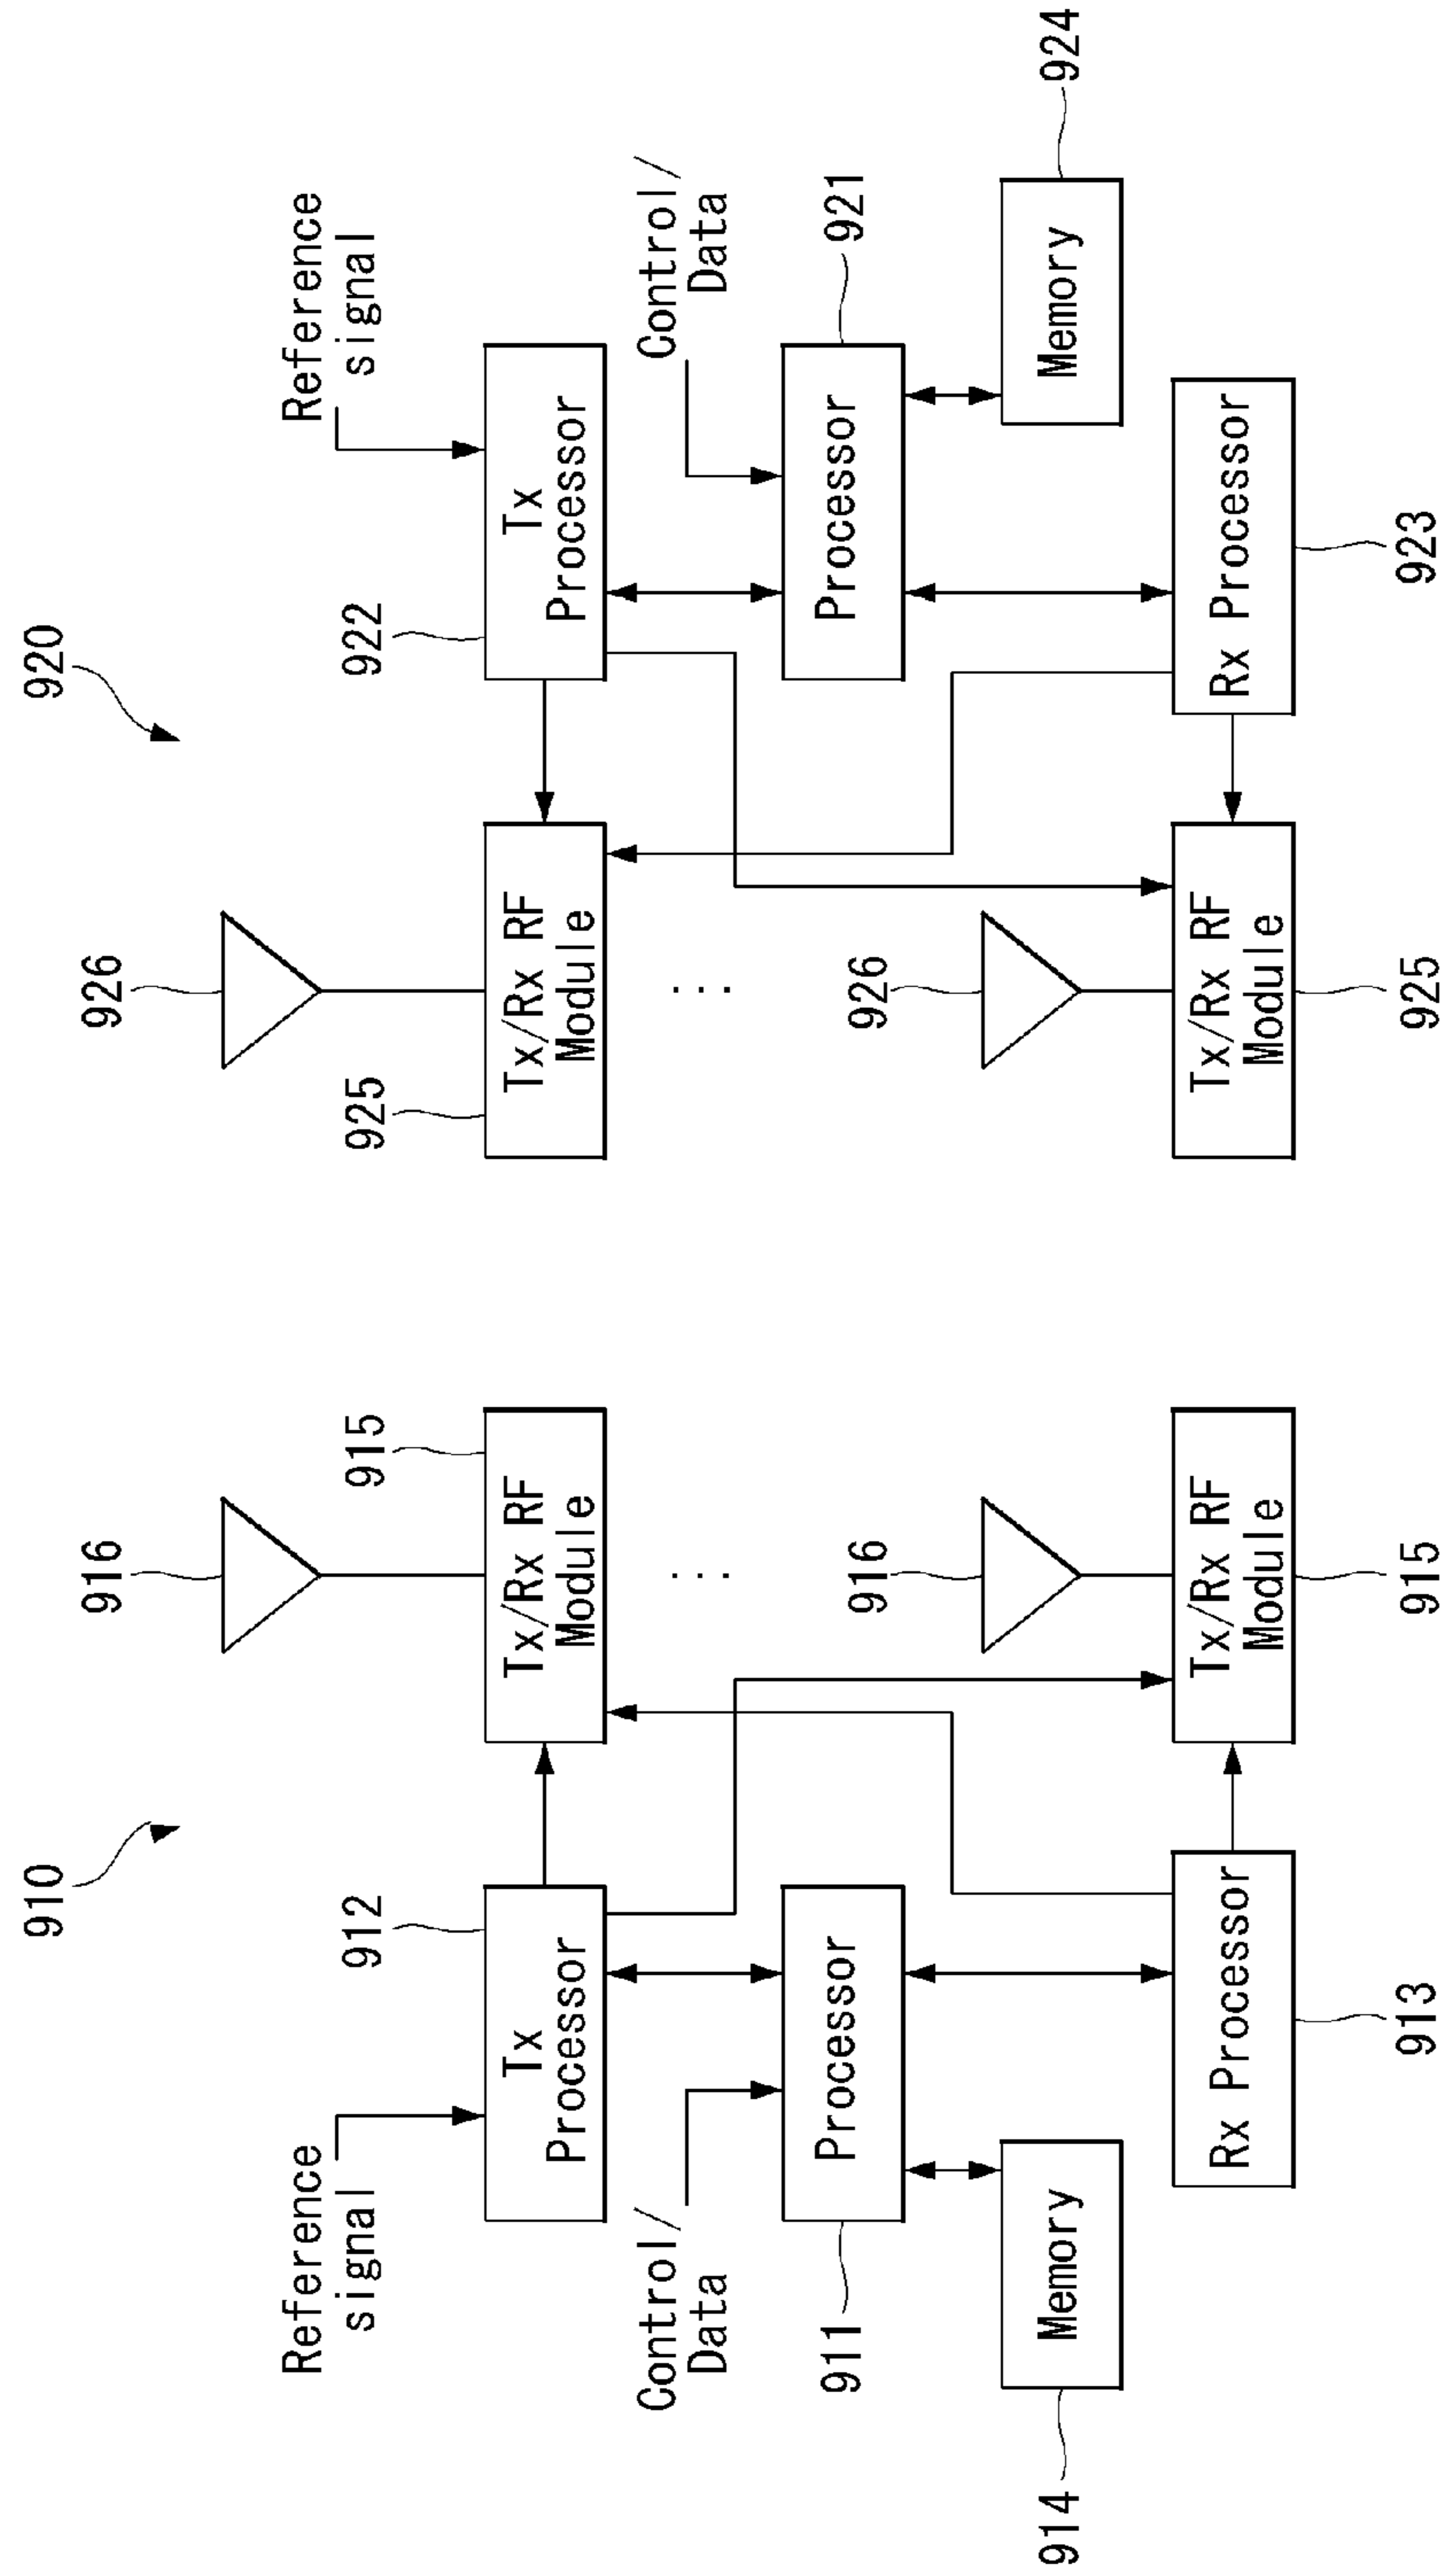 910
920
916
916
926
926
Reference
signal
912
Tx
Processor
915
Tx/Rx RF
Module
925
Tx/Rx RF
Module
922
Tx
Processor
Reference
signal
Control/
Data
911
Processor
...
...
Control/
Data
Processor
921
914
Memory
Memory
924
Rx Processor
913
Tx/Rx RF
Module
915
Tx/Rx RF
Module
925
Rx Processor
923